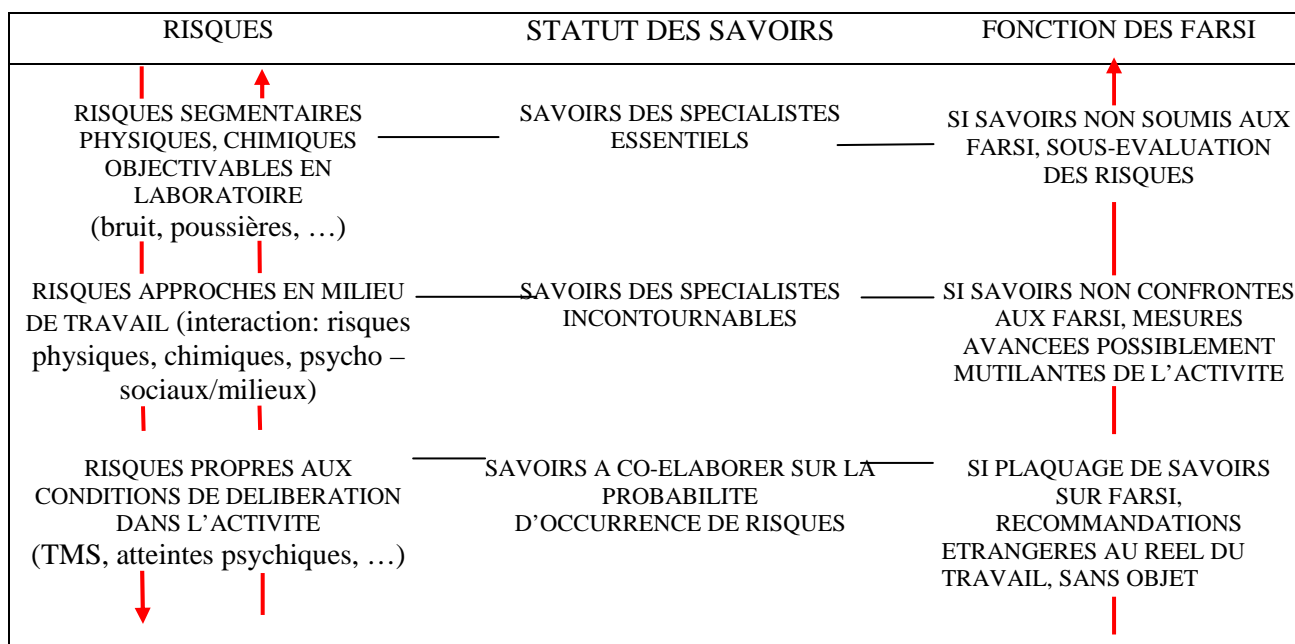 RISQUES
STATUT DES SAVOIRS
FONCTION DES FARSI
RISQUES SEGMENTAIRES
PHYSIQUES, CHIMIQUES
OBJECTIVABLES EN
LABORATOIRE
(bruit, poussières, …)
SAVOIRS DES SPECIALISTES
ESSENTIELS
SI SAVOIRS NON SOUMIS AUX
FARSI, SOUS-EVALUATION
DES RISQUES
RISQUES APPROCHES EN MILIEU
DE TRAVAIL (interaction: risques
physiques, chimiques, psycho –
sociaux/milieux)
SAVOIRS DES SPECIALISTES
INCONTOURNABLES
SI SAVOIRS NON CONFRONTES
AUX FARSI, MESURES
AVANCEES POSSIBLEMENT
MUTILANTES DE L’ACTIVITE
RISQUES PROPRES AUX
CONDITIONS DE DELIBERATION
DANS L’ACTIVITE
(TMS, atteintes psychiques, …)
SAVOIRS A CO-ELABORER SUR LA
PROBABILITE
D’OCCURRENCE DE RISQUES
SI PLAQUAGE DE SAVOIRS
SUR FARSI,
RECOMMANDATIONS
ETRANGERES AU REEL DU
TRAVAIL, SANS OBJET